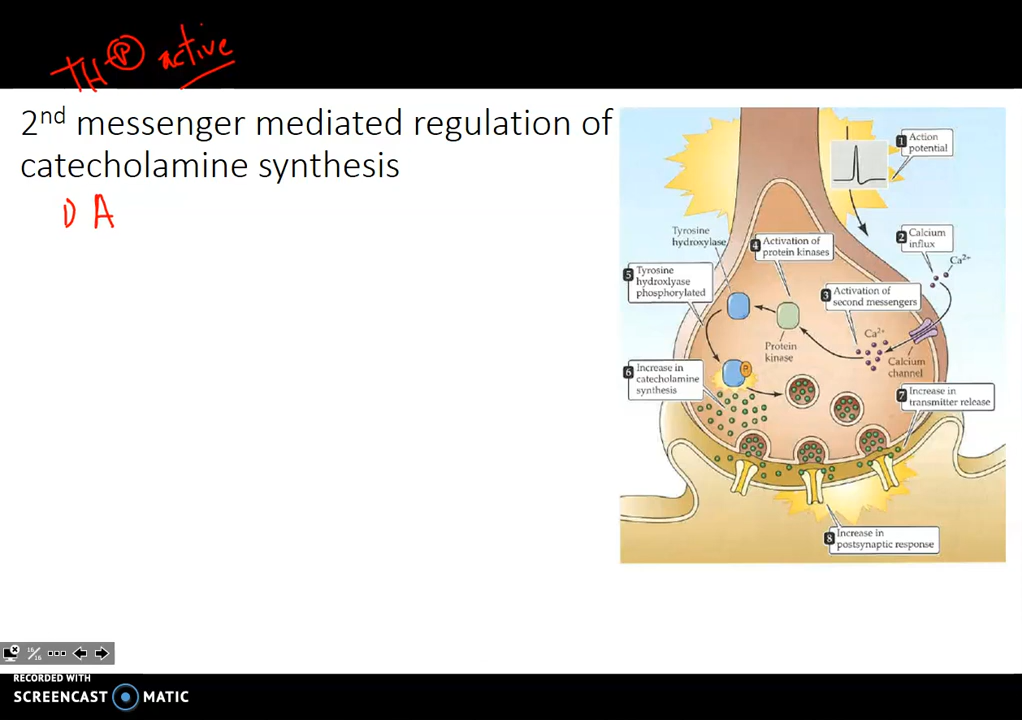 TH-P active
2nd messenger mediated regulation of
catecholamine synthesis
DA
1 Action
potential
2 Calcium
influx
Ca2+
Tyrosine
hydroxylase
4 Activation of
protein kinases
5 Tyrosine
hydroxlyase
phosphorylated
3 Activation of
second messengers
Ca2+
Protein
kinase
Calcium
channel
P
6 Increase in
catecholamine
synthesis
7 Increase in
transmitter release
8 Increase in
postsynaptic response
16/16
RECORDED WITH
SCREENCAST MATIC